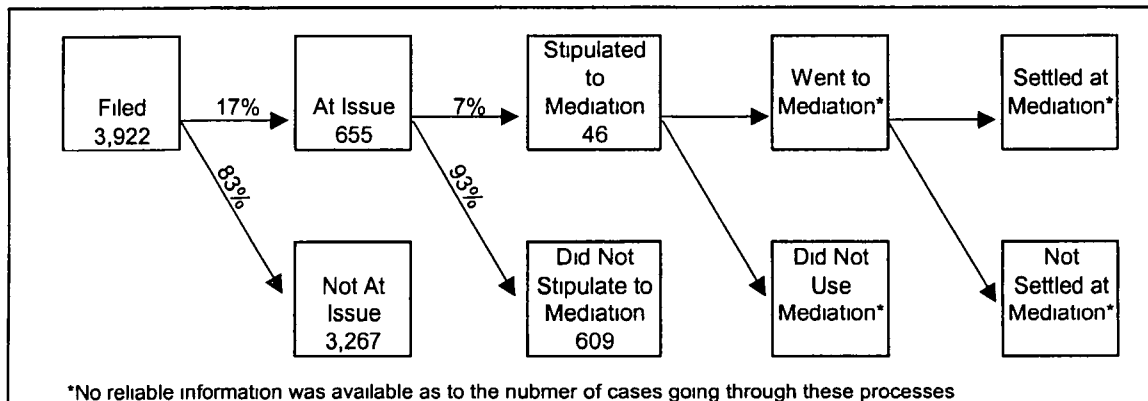 Filed
3,922
17%
83%
At Issue
655
Not At
Issue
3,267
7%
93%
Stipulated
to
Mediation
46
Did Not
Stipulate to
Mediation
609
Went to
Mediation*
Did Not
Use
Mediation*
Settled at
Mediation*
Not
Settled at
Mediation*
*No reliable information was available as to the nubmer of cases going through these processes